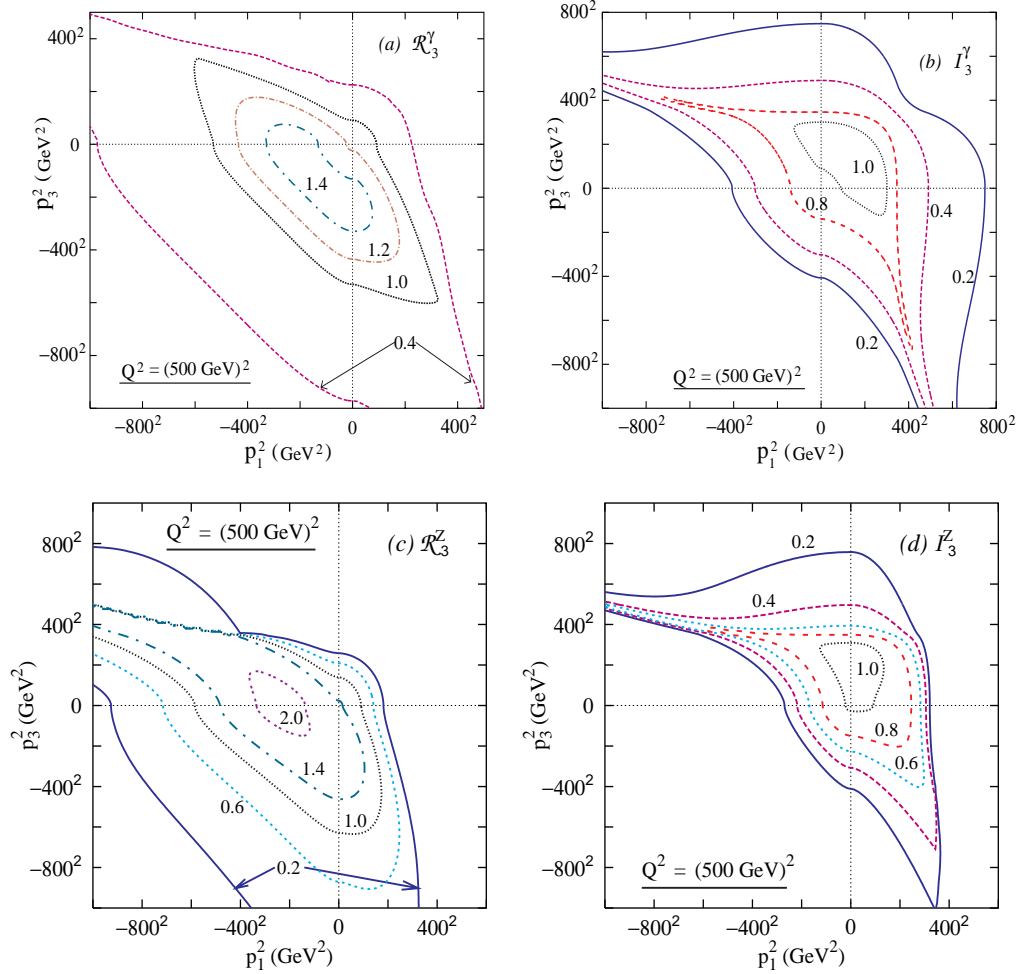 (a) ℛ₃^γ
400²
0
−400²
−800²
p₃² (GeV²)
1.4
1.2
1.0
0.4
Q² = (500 GeV)²
−800² −400² 0 400²
p₁² (GeV²)
(b) I₃^γ
800²
400²
0
−400²
−800²
p₃² (GeV²)
1.0
0.8
0.4
0.2
0.2
Q² = (500 GeV)²
−800² −400² 0 400² 800²
p₁² (GeV²)
Q² = (500 GeV)²
(c) ℛ₃^Z
800²
400²
0
−400²
−800²
p₃² (GeV²)
2.0
1.4
0.6
1.0
0.2
−800² −400² 0 400²
p₁² (GeV²)
(d) I₃^Z
800²
400²
0
−400²
−800²
p₃² (GeV²)
0.2
0.4
1.0
0.8
0.6
Q² = (500 GeV)²
−800² −400² 0 400²
p₁² (GeV²)